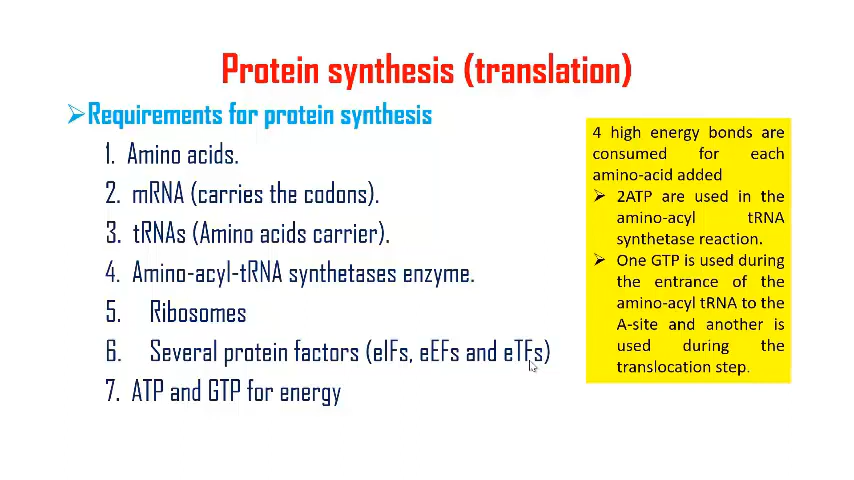 Protein synthesis (translation)
Requirements for protein synthesis
1. Amino acids.
2. mRNA (carries the codons).
3. tRNAs (Amino acids carrier).
4. Amino-acyl-tRNA synthetases enzyme.
5. Ribosomes
6. Several protein factors (eIFs, eEFs and eTFs)
7. ATP and GTP for energy
4 high energy bonds are
consumed for each
amino-acid added
2ATP are used in the
amino-acyl tRNA
synthetase reaction.
One GTP is used during
the entrance of the
amino-acyl tRNA to the
A-site and another is
used during the
translocation step.